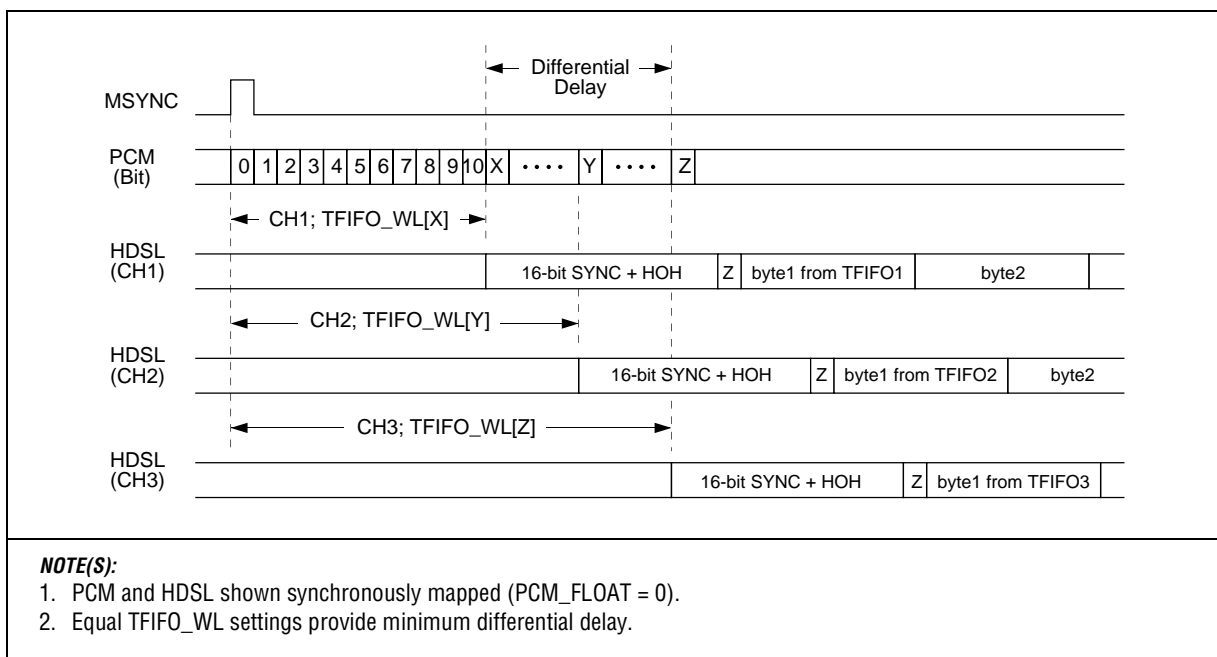 Differential
Delay
MSYNC
PCM
(Bit)
0 1 2 3 4 5 6 7 8 9 10 X •••• Y •••• Z
CH1; TFIFO_WL[X]
HDSL
(CH1)
16-bit SYNC + HOH Z byte1 from TFIFO1 byte2
CH2; TFIFO_WL[Y]
HDSL
(CH2)
16-bit SYNC + HOH Z byte1 from TFIFO2 byte2
CH3; TFIFO_WL[Z]
HDSL
(CH3)
16-bit SYNC + HOH Z byte1 from TFIFO3
NOTE(S):
1. PCM and HDSL shown synchronously mapped (PCM_FLOAT = 0).
2. Equal TFIFO_WL settings provide minimum differential delay.